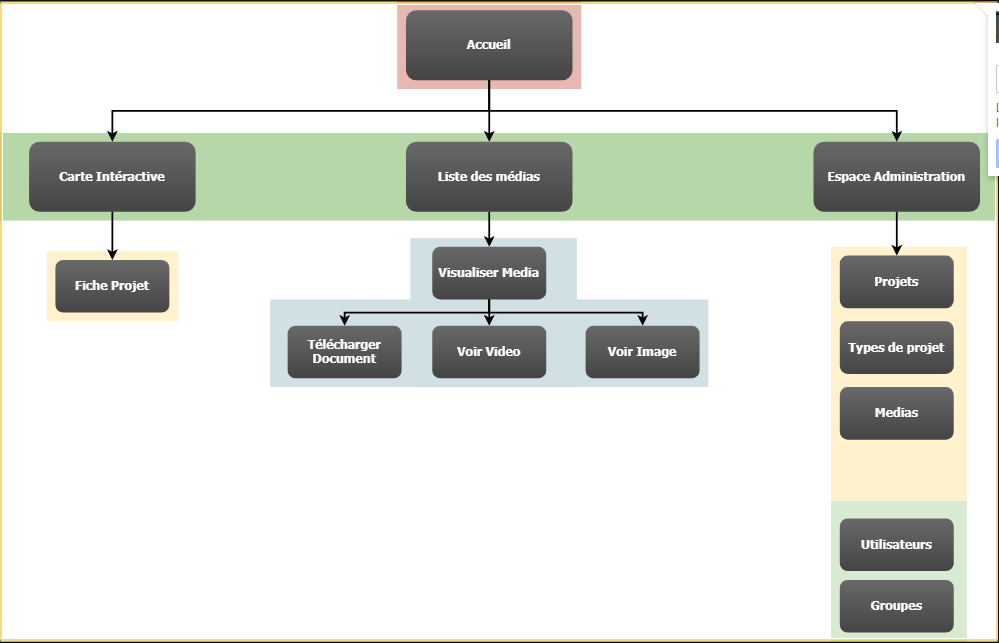 Accueil
Carte Intéractive
Liste des médias
Espace Administration
Fiche Projet
Visualiser Media
Télécharger
Document
Voir Video
Voir Image
Projets
Types de projet
Medias
Utilisateurs
Groupes